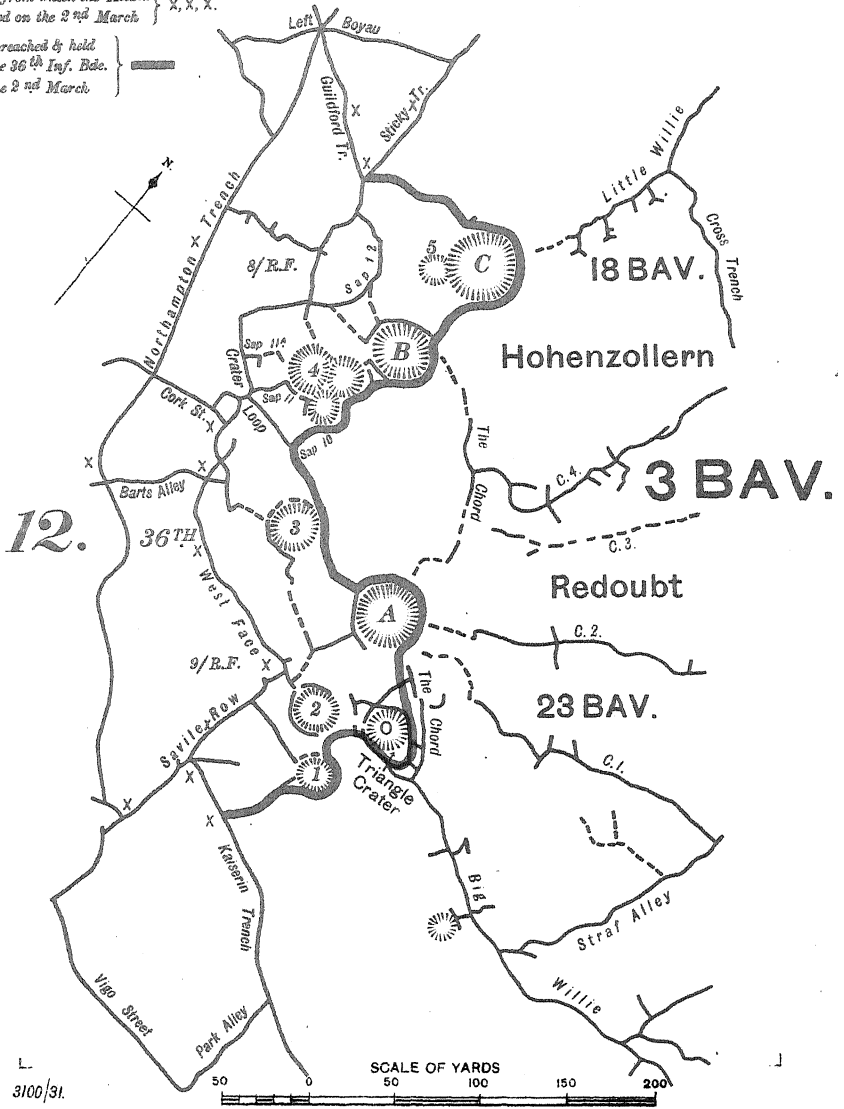 ed on the 2nd March } X, X, X.
reached & held
e 36th Inf. Bde.
e 2nd March
Left Boyau
Guildford Tr.
Sticky Tr.
N.
Northampton Trench
8/R.F.
Sap 12
5
C
Little Willie
Cross Trench
18 BAV.
Hohenzollern
B
Sap 11A
4
Crater
Sap 11
Loop
Cork St.
Sap 10
The Chord
C.4.
3 BAV.
C.3.
Barts Alley
12.
36TH
3
West Face
Redoubt
A
C.2.
9/R.F.
2
The Chord
23 BAV.
Savile Row
O
1
Triangle Crater
C.1.
Kaiserin Trench
Big Willie
Straf Alley
Vigo Street
Park Alley
SCALE OF YARDS
50 0 50 100 150 200
3100/31.